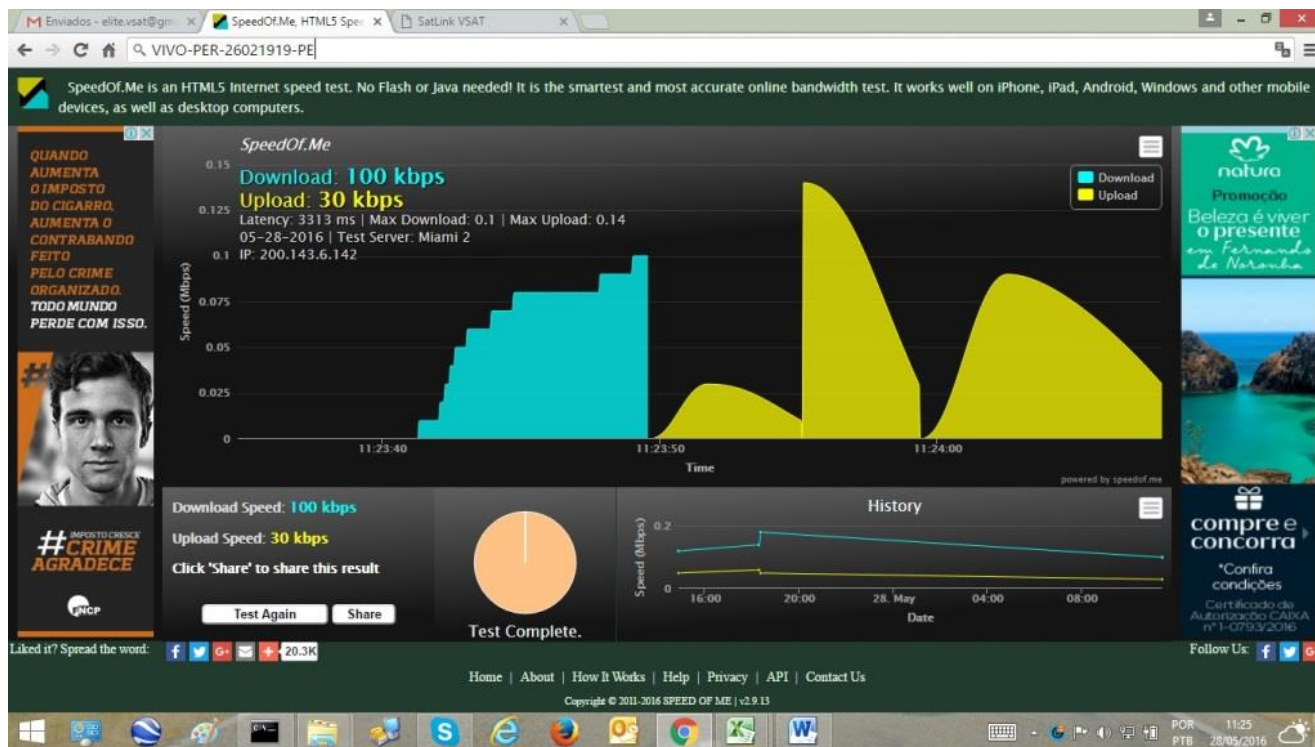 Enviados - elite.vsat@gm
SpeedOf.Me, HTML5 Spee
SatLink VSAT
VIVO-PER-26021919-PE
SpeedOf.Me is an HTML5 Internet speed test. No Flash or Java needed! It is the smartest and most accurate online bandwidth test. It works well on iPhone, iPad, Android, Windows and other mobile
devices, as well as desktop computers.
QUANDO
AUMENTA
O IMPOSTO
DO CIGARRO,
AUMENTA O
CONTRABANDO
FEITO
PELO CRIME
ORGANIZADO.
TODO MUNDO
PERDE COM ISSO.
#
# IMPOSTO CRESCE
CRIME
AGRADECE
FNCP
SpeedOf.Me
Download: 100 kbps
Upload: 30 kbps
Latency: 3313 ms | Max Download: 0.1 | Max Upload: 0.14
05-28-2016 | Test Server: Miami 2
IP: 200.143.6.142
Download
Upload
Speed (Mbps)
0.15
0.125
0.1
0.075
0.05
0.025
0
11:23:40
11:23:50
11:24:00
Time
powered by speedof.me
Download Speed: 100 kbps
Upload Speed: 30 kbps
Click 'Share' to share this result
Test Again
Share
Test Complete.
History
Speed (Mbps)
0.2
0
16:00
20:00
28. May
04:00
08:00
Date
natura
Promoção
Beleza é viver
o presente
em Fernando
de Noronha
compre e
concorra
*Confira
condições
Certificado de
Autorização CAIXA
n° 1-0793/2016
Liked it? Spread the word:
20.3K
Follow Us:
Home | About | How It Works | Help | Privacy | API | Contact Us
Copyright © 2011-2016 SPEED OF ME | v2.9.13
POR
PTB
11:25
28/05/2016